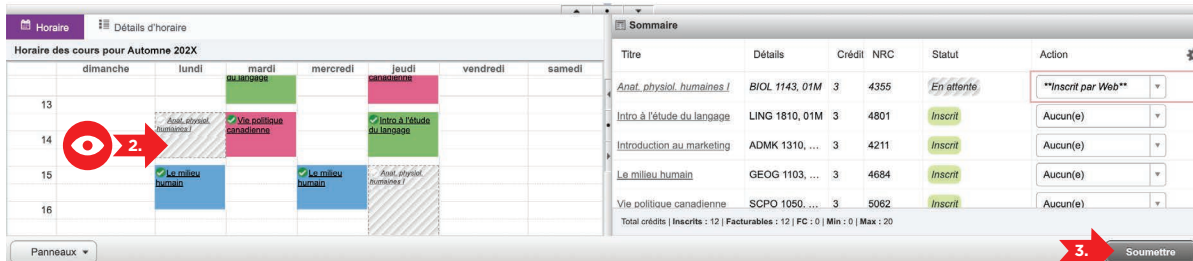 Horaire
Détails d'horaire
Horaire des cours pour Automne 202X
dimanche lundi mardi mercredi jeudi vendredi samedi
du langage
canadienne
13
Anat. physiol. humaines I
Vie politique canadienne
Intro à l'étude du langage
14
2.
15
Le milieu humain
Le milieu humain
Anat. physiol. humaines I
16
Panneaux
Sommaire
Titre Détails Crédit NRC Statut Action
Anat. physiol. humaines I BIOL 1143, 01M 3 4355 En attente **Inscrit par Web**
Intro à l'étude du langage LING 1810, 01M 3 4801 Inscrit Aucun(e)
Introduction au marketing ADMK 1310, ... 3 4211 Inscrit Aucun(e)
Le milieu humain GEOG 1103, ... 3 4684 Inscrit Aucun(e)
Vie politique canadienne SCPO 1050, ... 3 5062 Inscrit Aucun(e)
Total crédits | Inscrits : 12 | Facturables : 12 | FC : 0 | Min : 0 | Max : 20
3. Soumettre